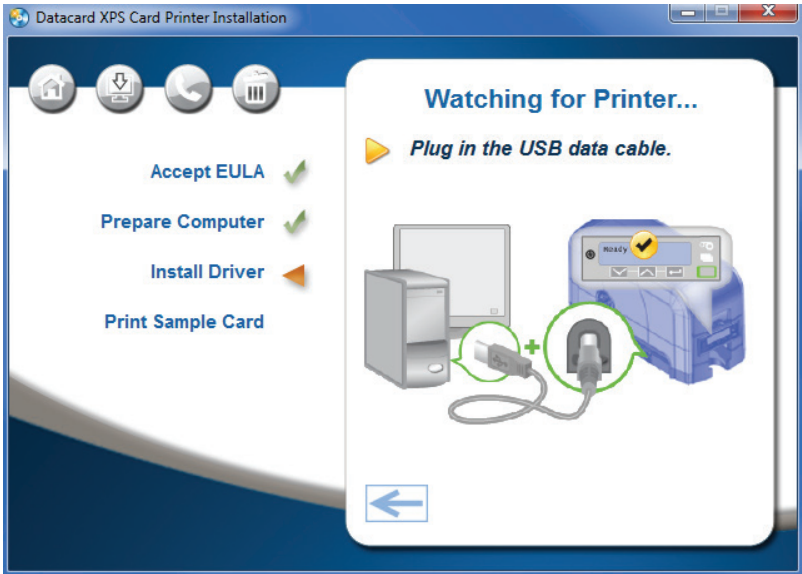 Datacard XPS Card Printer Installation
Watching for Printer...
Plug in the USB data cable.
Accept EULA
Prepare Computer
Install Driver
Print Sample Card
Ready